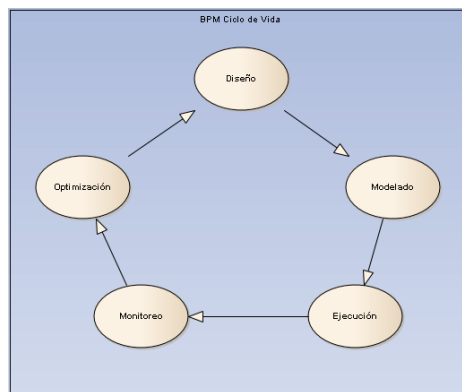 BPM Ciclo de Vida
Diseño
Optimización
Modelado
Monitoreo
Ejecución